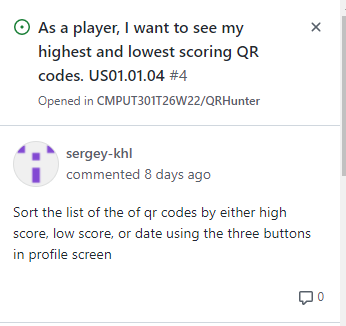 As a player, I want to see my
highest and lowest scoring QR
codes. US01.01.04 #4
Opened in CMPUT301T26W22/QRHunter
sergey-khl
commented 8 days ago
Sort the list of the of qr codes by either high
score, low score, or date using the three buttons
in profile screen
0